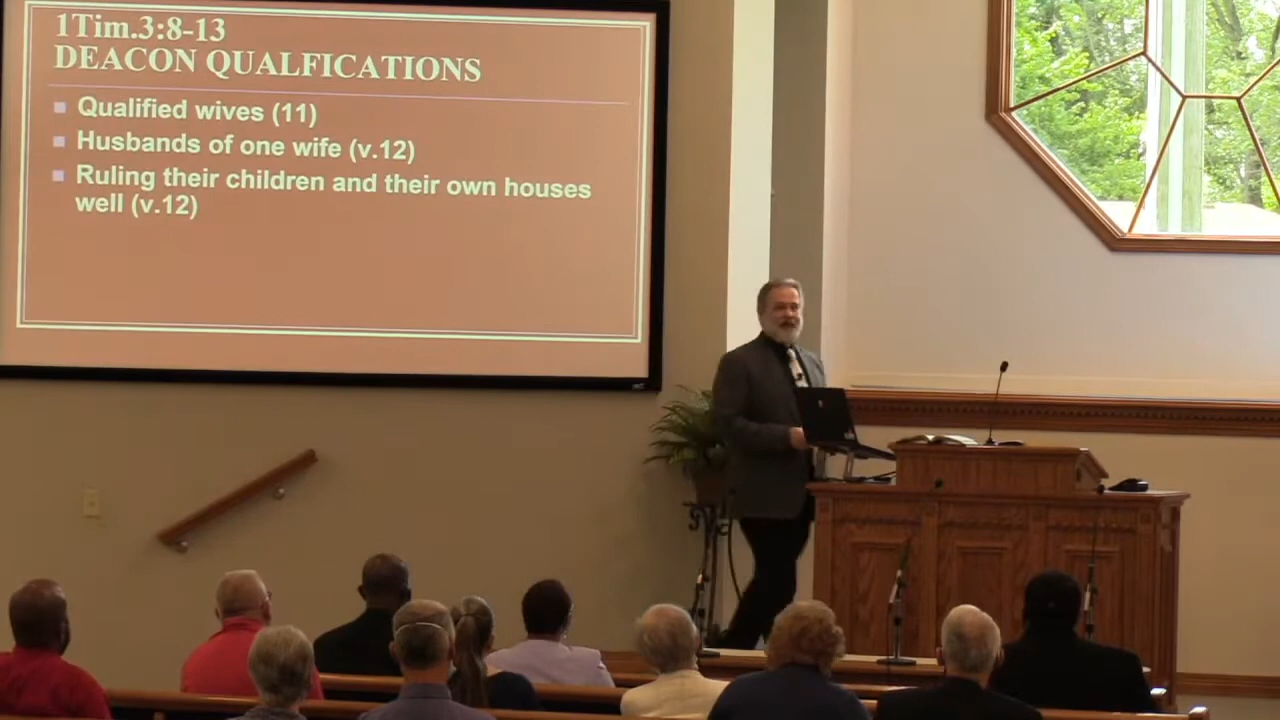 1Tim.3:8-13
DEACON QUALFICATIONS
Qualified wives (11)
Husbands of one wife (v.12)
Ruling their children and their own houses
well (v.12)